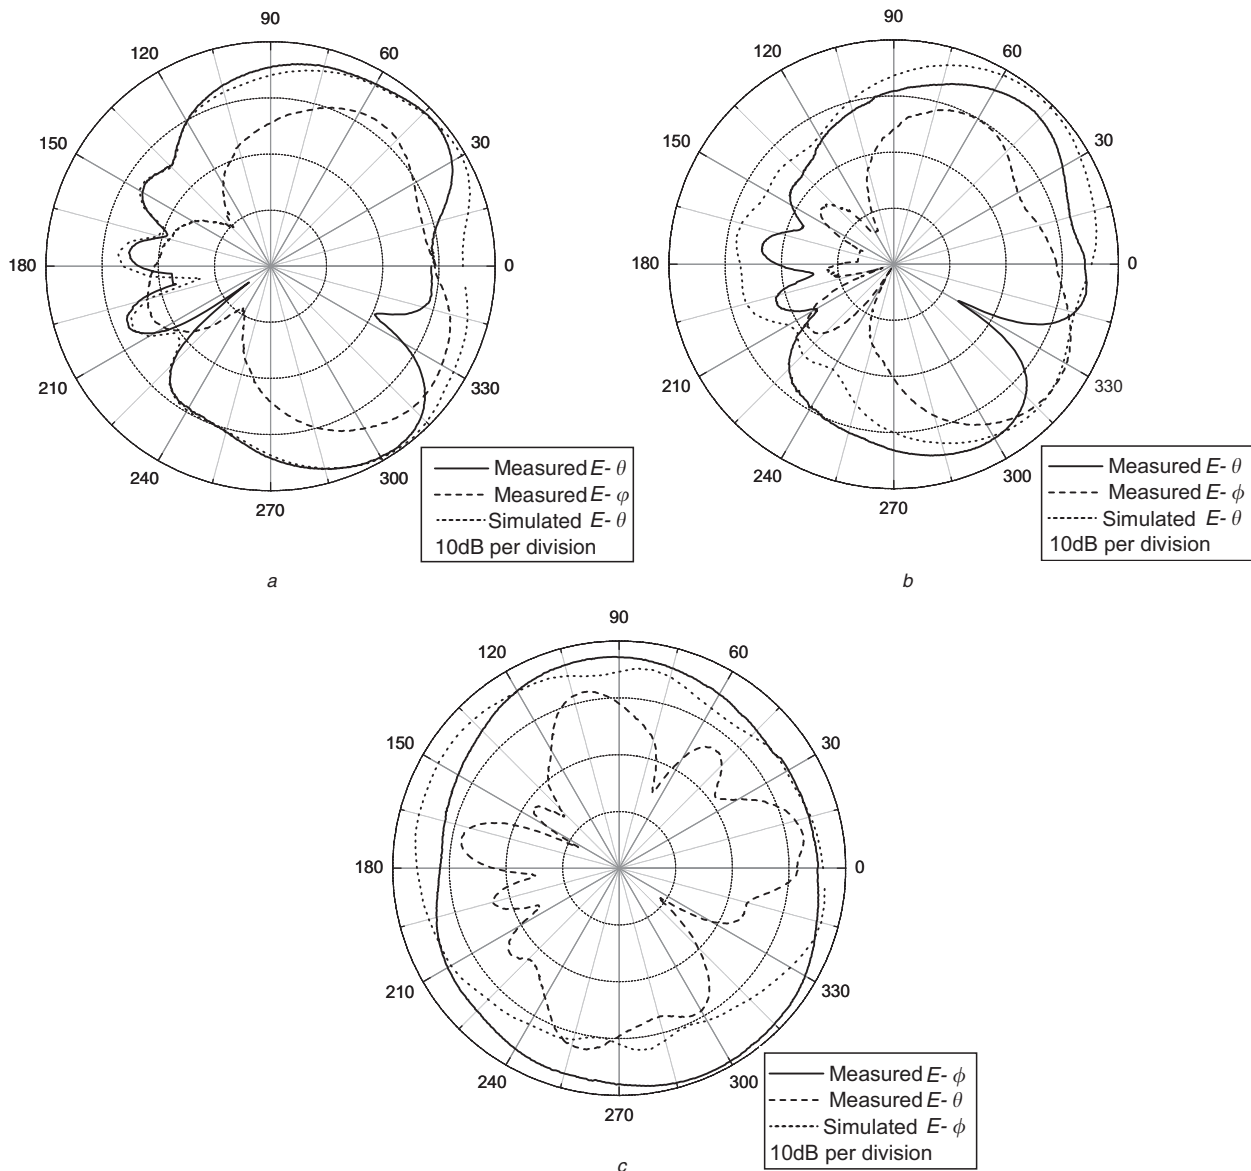 90
120 60
150 30
180 0
210 330
240 300
270
Measured E- θ
Measured E- φ
Simulated E- θ
10dB per division
a
90
120 60
150 30
180 0
210 330
240 300
270
Measured E- θ
Measured E- ϕ
Simulated E- θ
10dB per division
b
90
120 60
150 30
180 0
210 330
240 300
270
Measured E- ϕ
Measured E- θ
Simulated E- ϕ
10dB per division
c